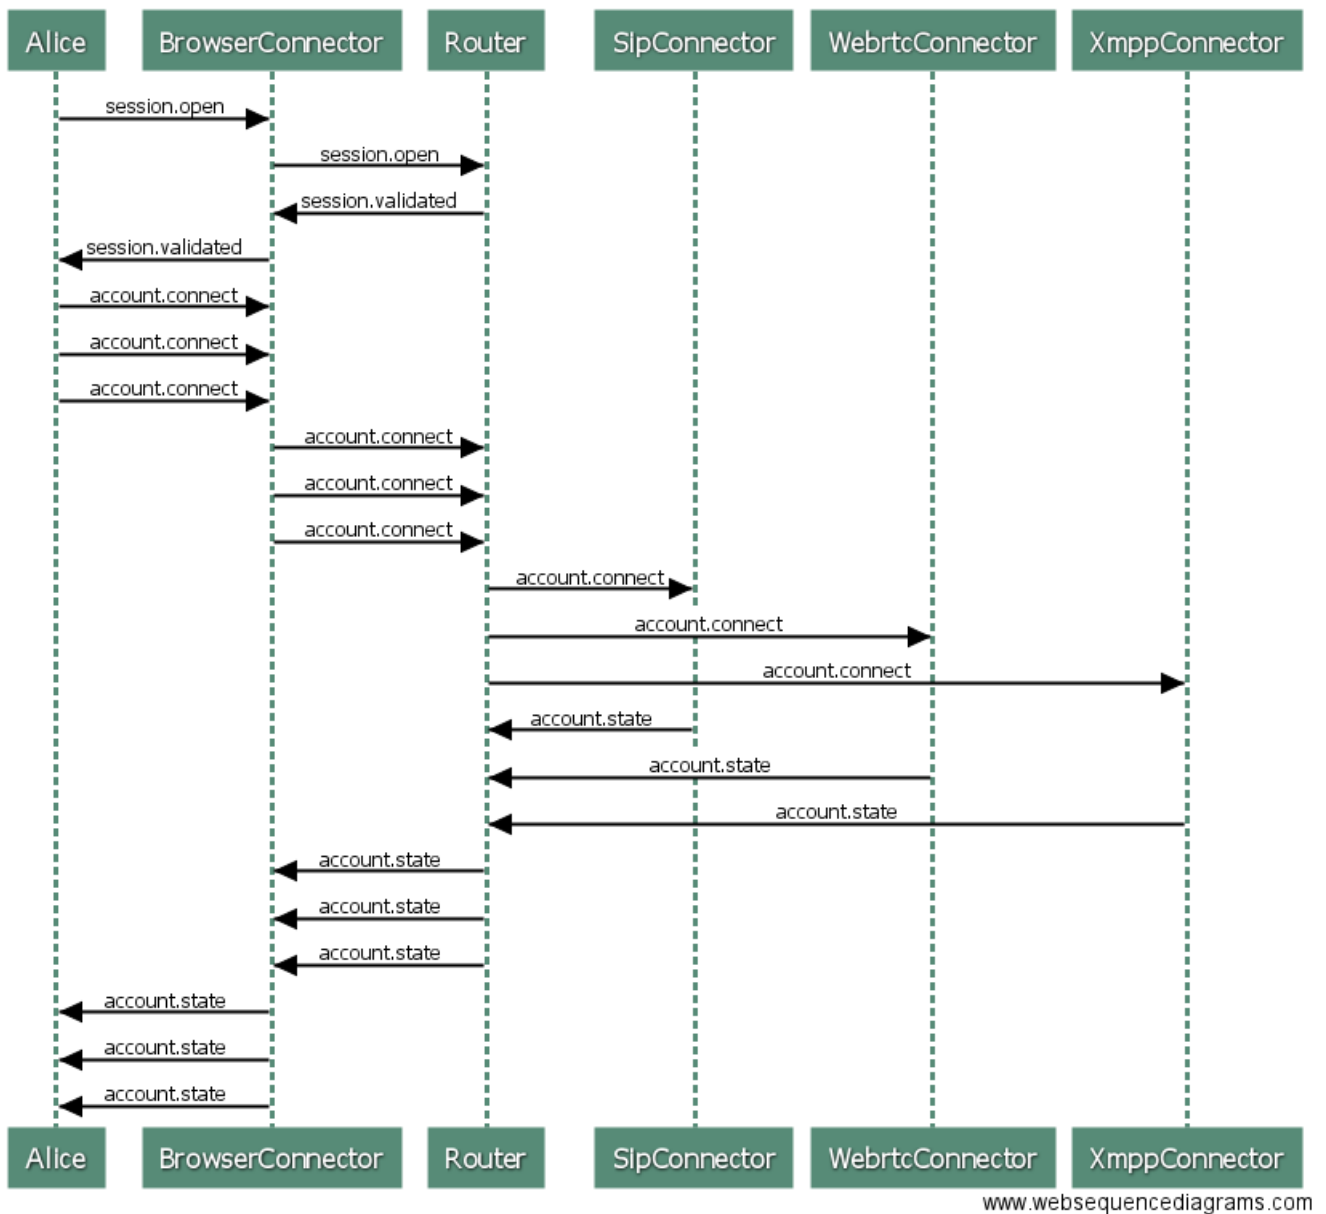 Alice BrowserConnector Router SipConnector WebrtcConnector XmppConnector
session.open
session.open
session.validated
session.validated
account.connect
account.connect
account.connect
account.connect
account.connect
account.connect
account.connect
account.connect
account.connect
account.state
account.state
account.state
account.state
account.state
account.state
account.state
account.state
account.state
Alice BrowserConnector Router SipConnector WebrtcConnector XmppConnector
www.websequencediagrams.com